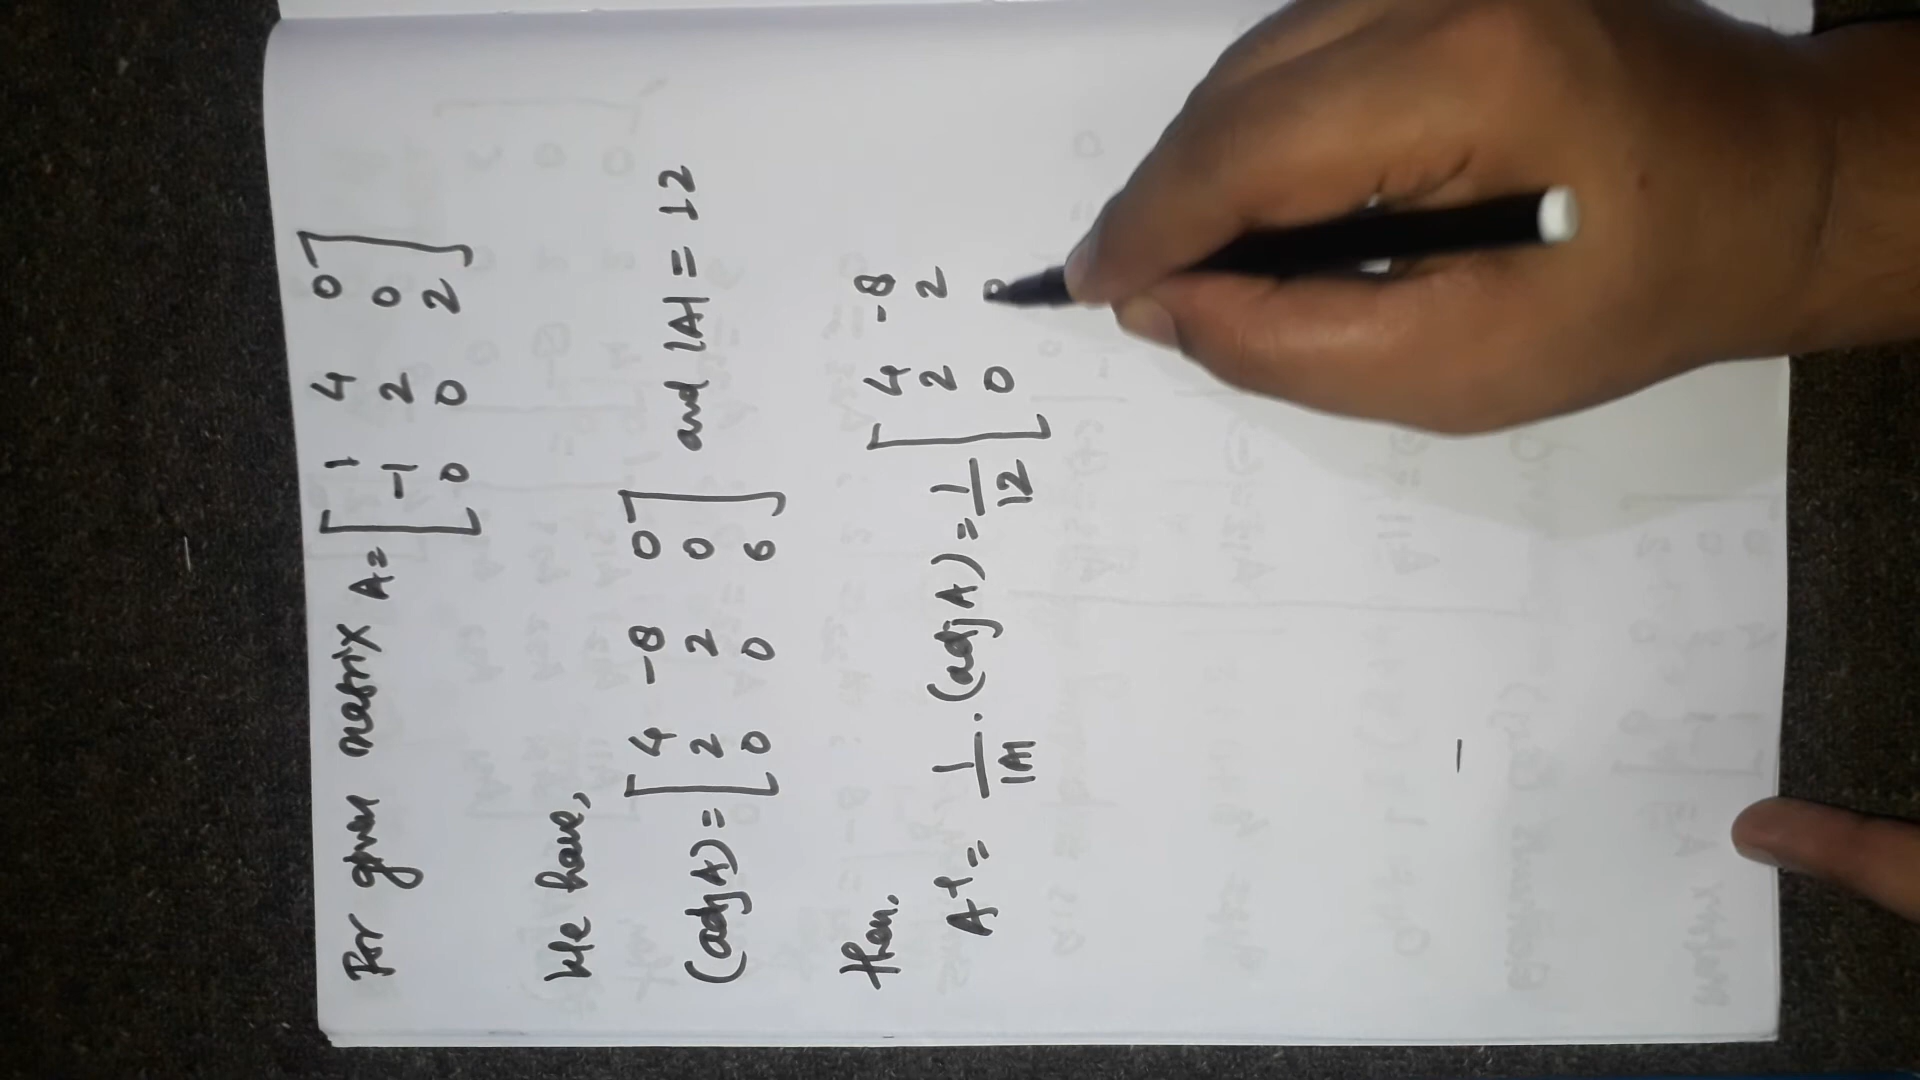 For given matrix A= [ 1 4 0
-1 2 0
0 0 2 ]
We have,
(adj A) = [ 4 -8 0
2 2 0
0 0 6 ] and |A| = 12
then,
A⁻¹ = 1/|A| . (adj A) = 1/12 [ 4 -8
2 2
0